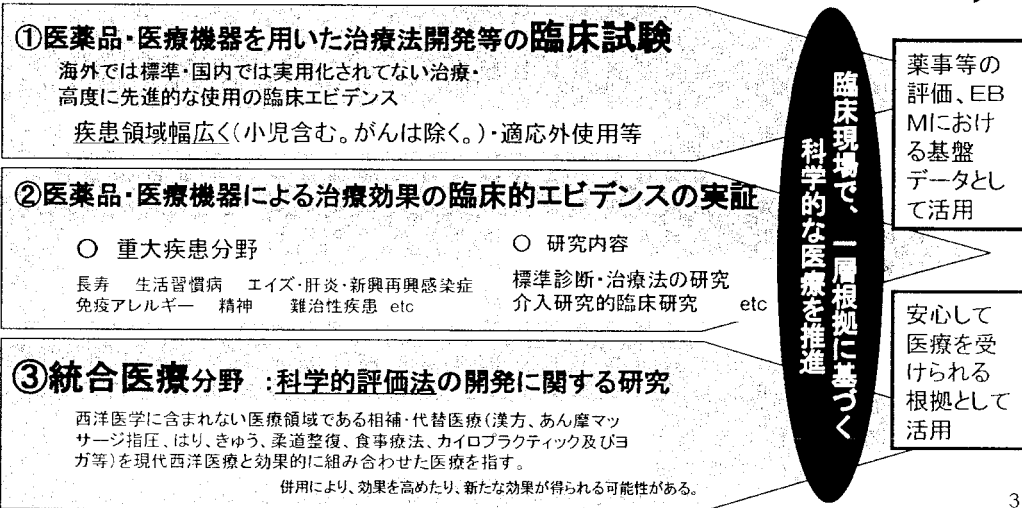 ①医薬品・医療機器を用いた治療法開発等の臨床試験
海外では標準・国内では実用化されてない治療・
高度に先進的な使用の臨床エビデンス
疾患領域幅広く(小児含む。がんは除く。)・適応外使用等
②医薬品・医療機器による治療効果の臨床的エビデンスの実証
○ 重大疾患分野
長寿 生活習慣病 エイズ・肝炎・新興再興感染症
免疫アレルギー 精神 難治性疾患 etc
○ 研究内容
標準診断・治療法の研究
介入研究的臨床研究 etc
③統合医療分野 :科学的評価法の開発に関する研究
西洋医学に含まれない医療領域である相補・代替医療(漢方、あん摩マッ
サージ指圧、はり、きゅう、柔道整復、食事療法、カイロプラクティック及びヨ
ガ等)を現代西洋医療と効果的に組み合わせた医療を指す。
併用により、効果を高めたり、新たな効果が得られる可能性がある。
臨床現場で、一層根拠に基づく
科学的な医療を推進
薬事等の
評価、EB
Mにおけ
る基盤
データとし
て活用
安心して
医療を受
けられる
根拠として
活用
3